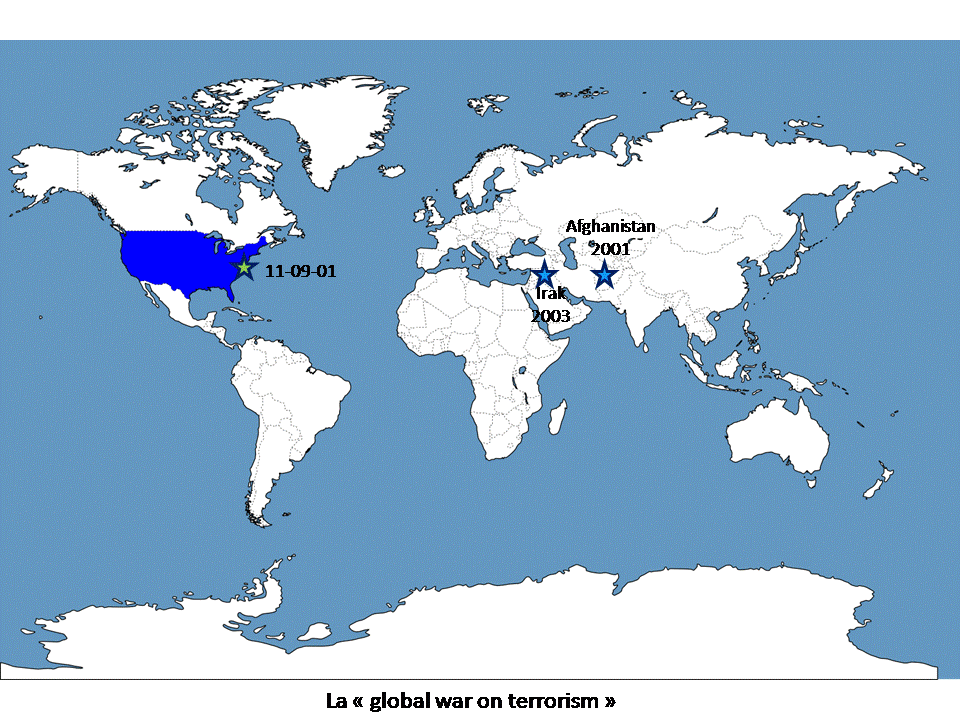 Afghanistan
2001
11-09-01
Irak
2003
La « global war on terrorism »